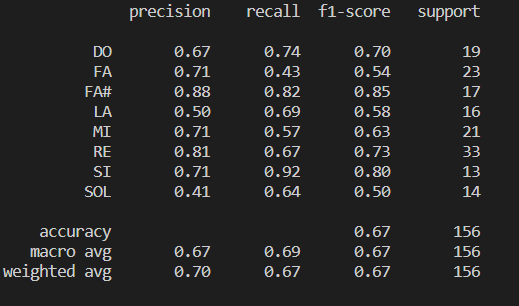 precision recall f1-score support
DO 0.67 0.74 0.70 19
FA 0.71 0.43 0.54 23
FA# 0.88 0.82 0.85 17
LA 0.50 0.69 0.58 16
MI 0.71 0.57 0.63 21
RE 0.81 0.67 0.73 33
SI 0.71 0.92 0.80 13
SOL 0.41 0.64 0.50 14
accuracy 0.67 156
macro avg 0.67 0.69 0.67 156
weighted avg 0.70 0.67 0.67 156